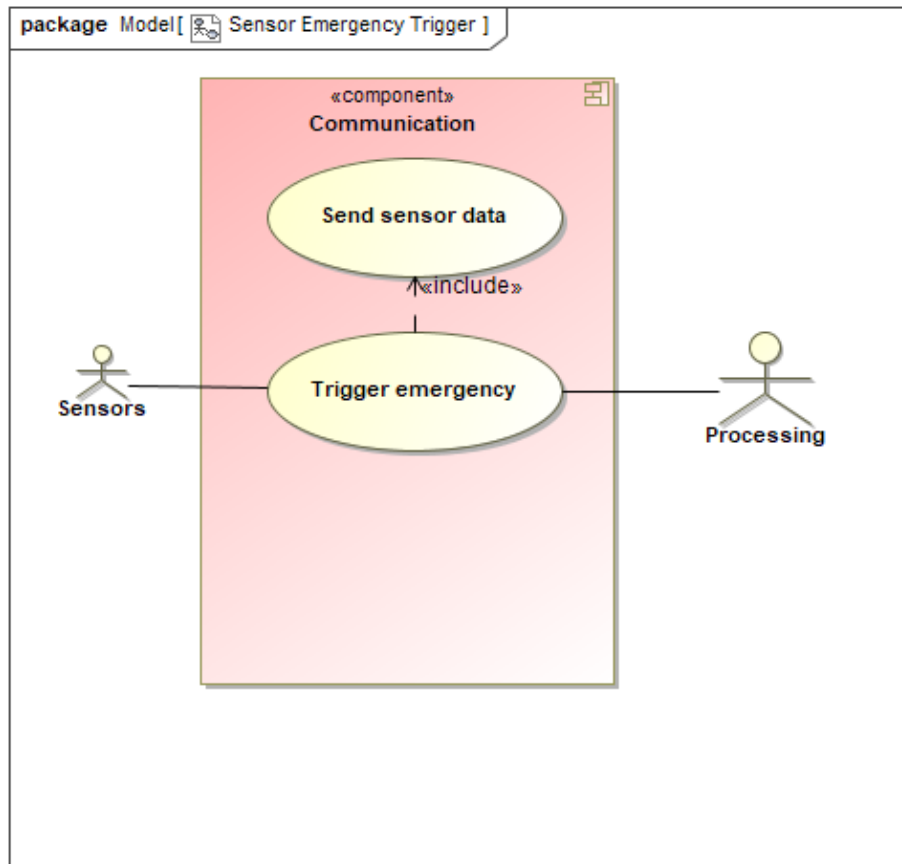 package Model[ Sensor Emergency Trigger ]
«component»
Communication
Send sensor data
«include»
Trigger emergency
Sensors
Processing